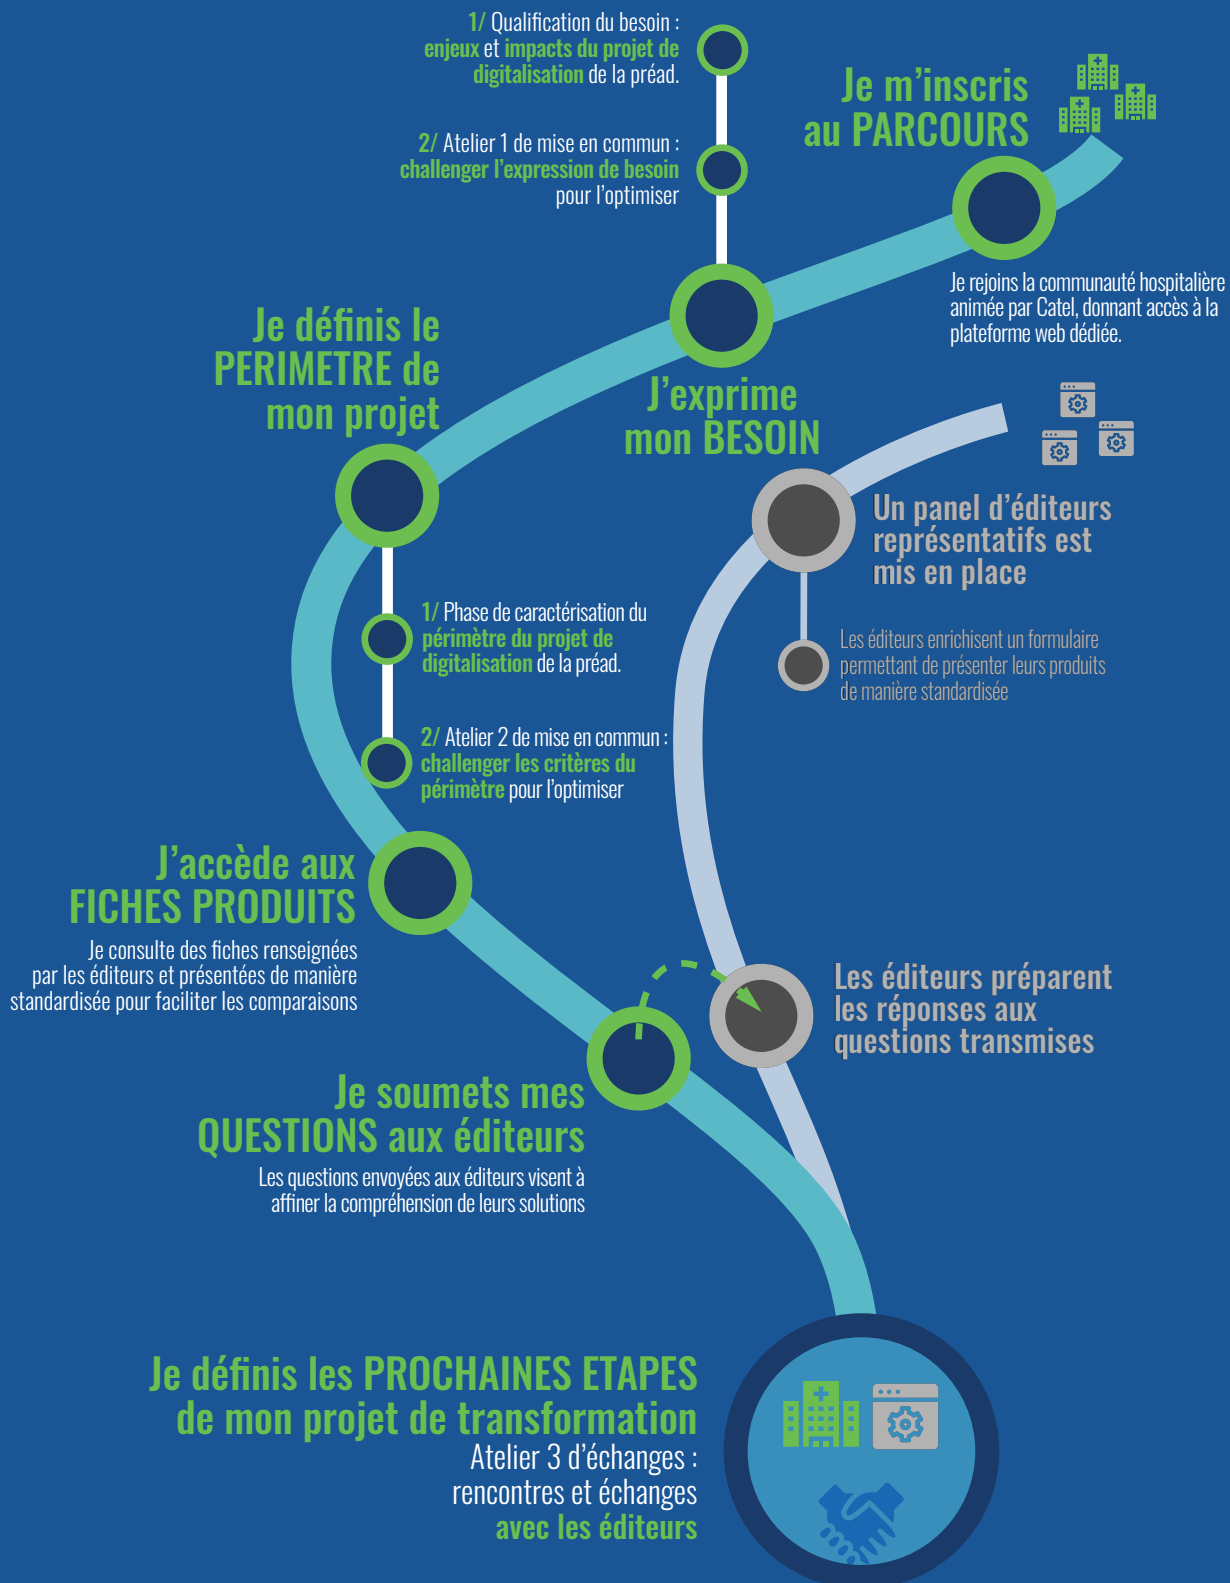 1/ Qualification du besoin :
enjeux et impacts du projet de
digitalisation de la préad.
2/ Atelier 1 de mise en commun :
challenger l'expression de besoin
pour l'optimiser
Je m'inscris
au PARCOURS
Je rejoins la communauté hospitalière
animée par Catel, donnant accès à la
plateforme web dédiée.
J'exprime
mon BESOIN
Je définis le
PERIMETRE de
mon projet
1/ Phase de caractérisation du
périmètre du projet de
digitalisation de la préad.
2/ Atelier 2 de mise en commun :
challenger les critères du
périmètre pour l'optimiser
Un panel d'éditeurs
représentatifs est
mis en place
Les éditeurs enrichisent un formulaire
permettant de présenter leurs produits
de manière standardisée
J'accède aux
FICHES PRODUITS
Je consulte des fiches renseignées
par les éditeurs et présentées de manière
standardisée pour faciliter les comparaisons
Les éditeurs préparent
les réponses aux
questions transmises
Je soumets mes
QUESTIONS aux éditeurs
Les questions envoyées aux éditeurs visent à
affiner la compréhension de leurs solutions
Je définis les PROCHAINES ETAPES
de mon projet de transformation
Atelier 3 d'échanges :
rencontres et échanges
avec les éditeurs